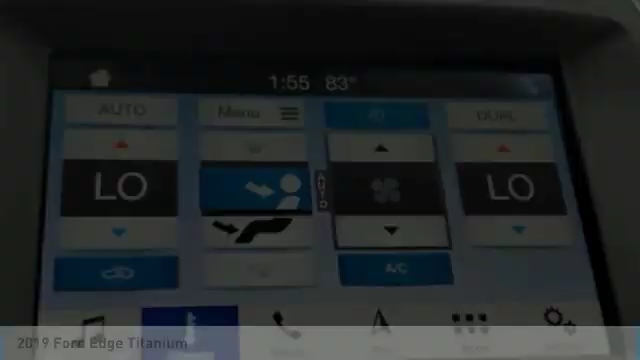 1:55 83°
AUTO Menu DUAL
LO AUTO LO
A/C
2019 Ford Edge Titanium